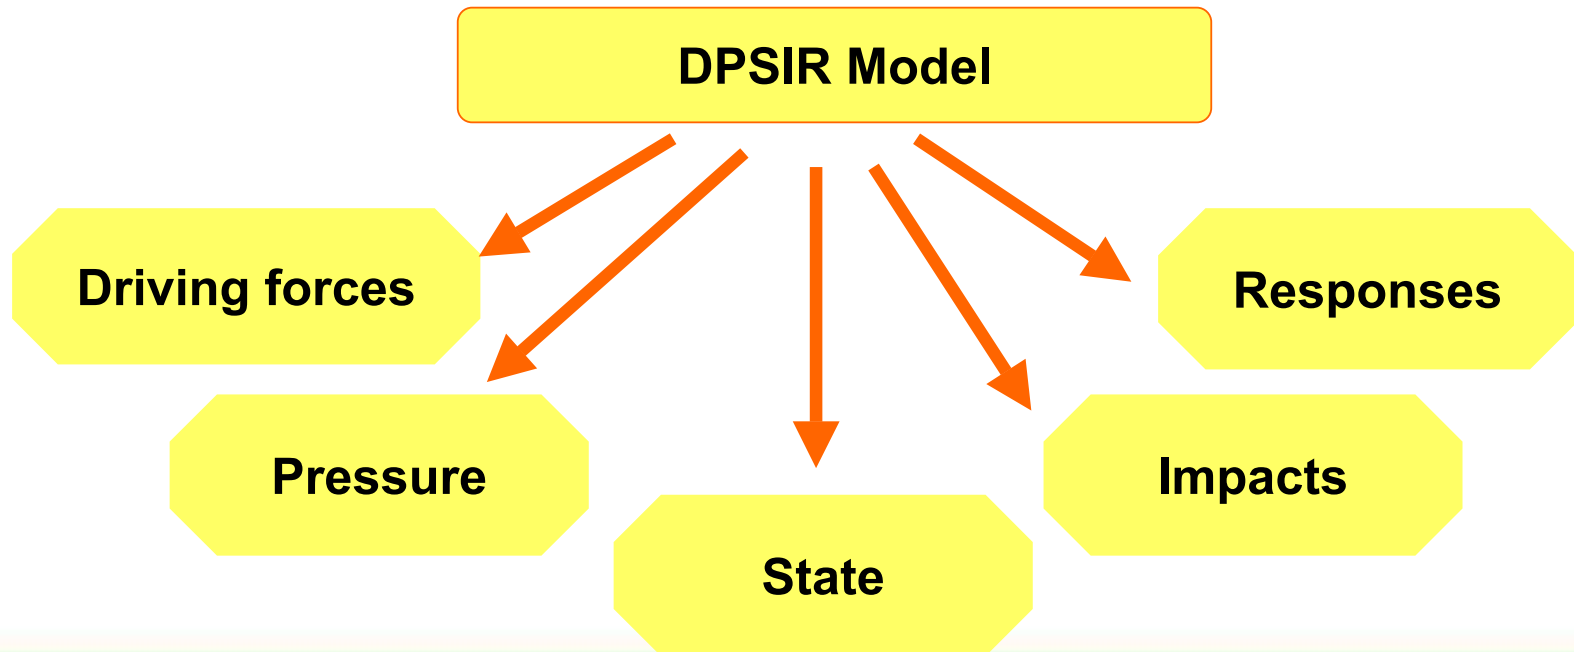 DPSIR Model
Driving forces
Responses
Pressure
Impacts
State